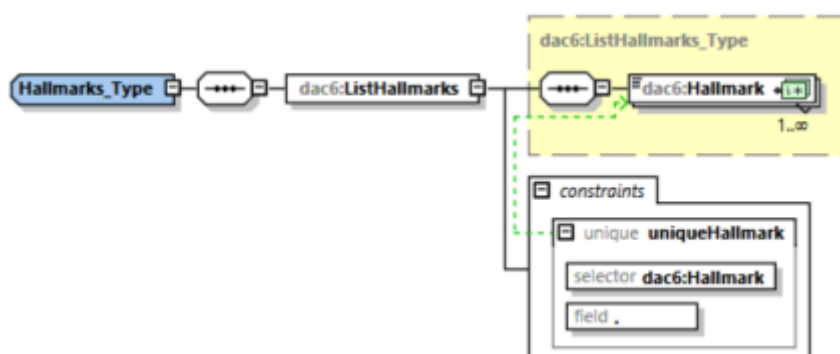 dac6:ListHallmarks_Type
Hallmarks_Type
dac6:ListHallmarks
dac6:Hallmark
1..∞
constraints
unique uniqueHallmark
selector dac6:Hallmark
field .